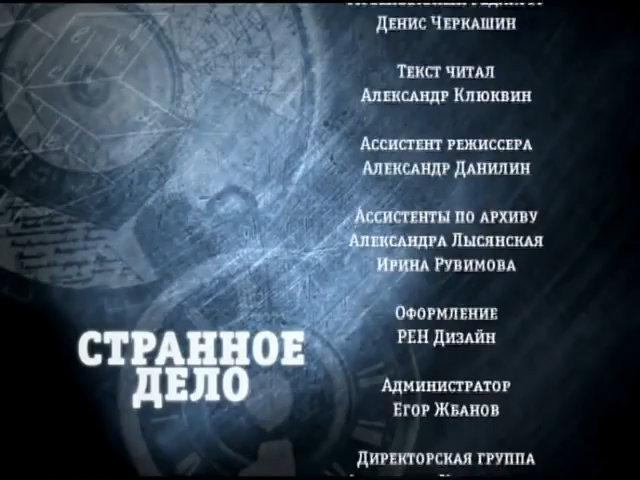 Денис Черкашин
Текст читал
Александр Клюквин
Ассистент режиссера
Александр Данилин
Ассистенты по архиву
Александра Лысянская
Ирина Рувимова
Оформление
РЕН Дизайн
Администратор
Егор Жбанов
Директорская группа
СТРАННОЕ
ДЕЛО